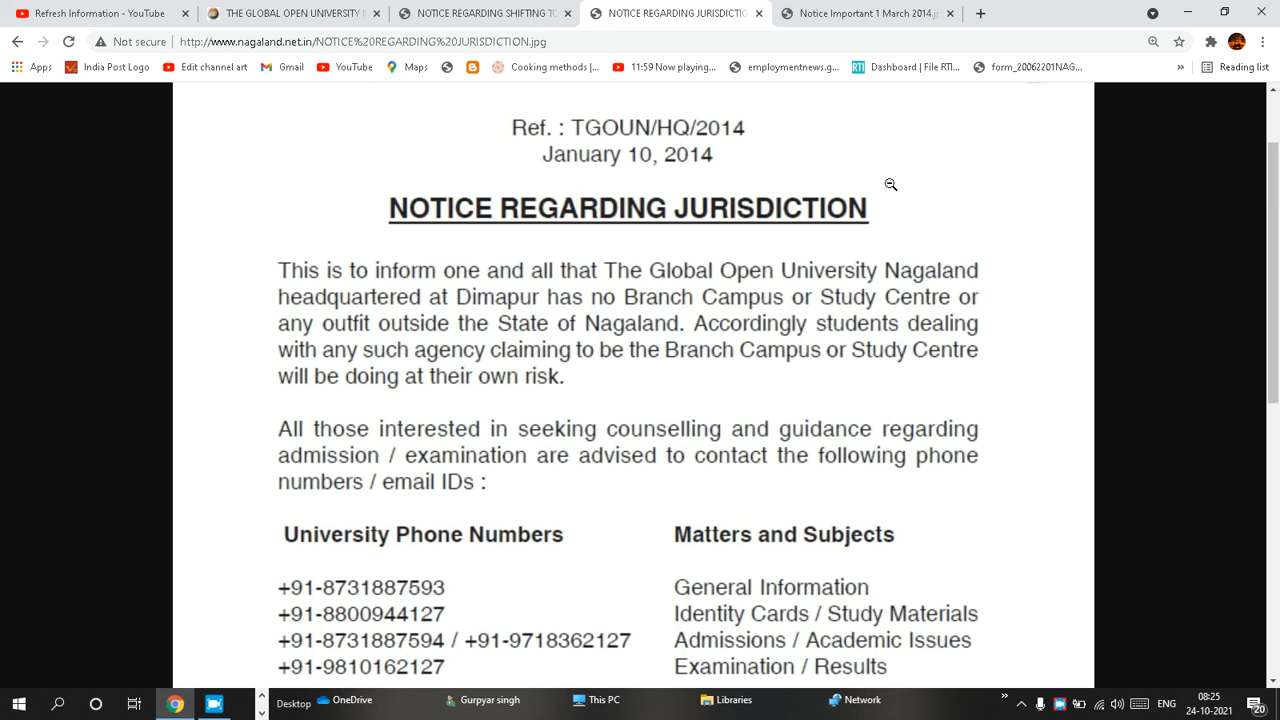 Refresh Information - YouTube
THE GLOBAL OPEN UNIVERSITY N
NOTICE REGARDING SHIFTING TO
NOTICE REGARDING JURISDICTIO
Notice Important 1 March 2014.jp
Not secure | http://www.nagaland.net.in/NOTICE%20REGARDING%20JURISDICTION.jpg
Apps India Post Logo Edit channel art Gmail YouTube Maps Cooking methods |... 11:59 Now playing... employmentnews.g... Dashboard | File RTI... form_20062201NAG... » Reading list
Ref. : TGOUN/HQ/2014
January 10, 2014
NOTICE REGARDING JURISDICTION
This is to inform one and all that The Global Open University Nagaland
headquartered at Dimapur has no Branch Campus or Study Centre or
any outfit outside the State of Nagaland. Accordingly students dealing
with any such agency claiming to be the Branch Campus or Study Centre
will be doing at their own risk.
All those interested in seeking counselling and guidance regarding
admission / examination are advised to contact the following phone
numbers / email IDs :
University Phone Numbers Matters and Subjects
+91-8731887593 General Information
+91-8800944127 Identity Cards / Study Materials
+91-8731887594 / +91-9718362127 Admissions / Academic Issues
+91-9810162127 Examination / Results
Desktop OneDrive Gurpyar singh This PC Libraries Network » ENG 08:25
24-10-2021
20